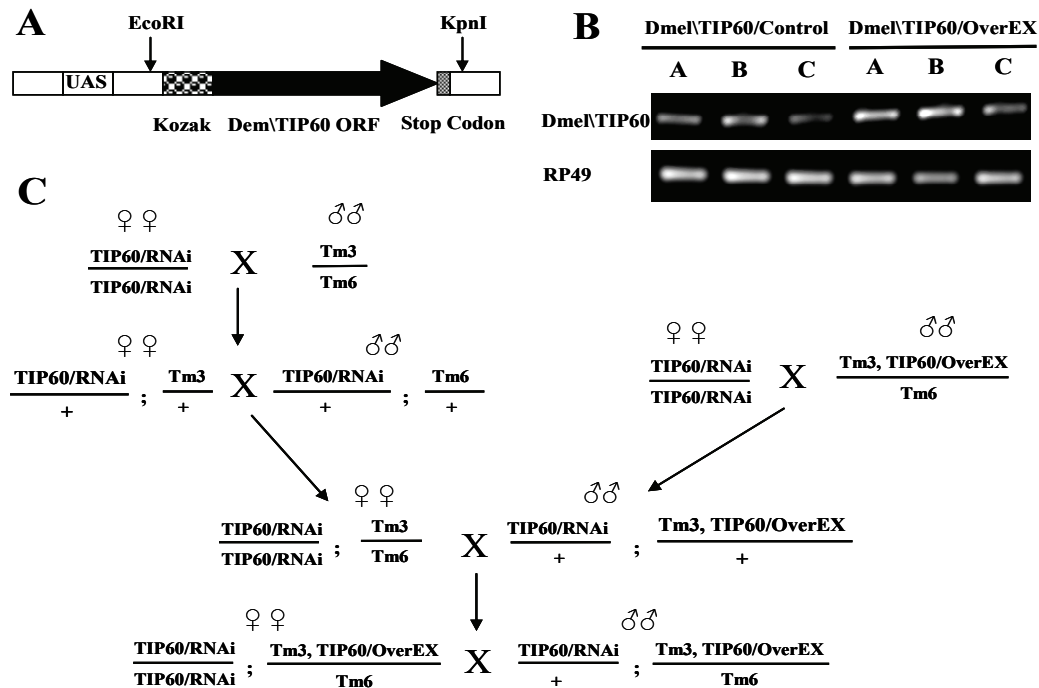 A
EcoRI
KpnI
UAS
Kozak
Dem\TIP60 ORF
Stop Codon
B
Dmel\TIP60/Control
Dmel\TIP60/OverEX
A B C A B C
Dmel\TIP60
RP49
C
♀♀ ♂♂
TIP60/RNAi
TIP60/RNAi
X
Tm3
Tm6
♀♀ ♂♂
TIP60/RNAi
+
;
Tm3
+
X
TIP60/RNAi
+
;
Tm6
+
♀♀ ♂♂
TIP60/RNAi
TIP60/RNAi
X
Tm3, TIP60/OverEX
Tm6
♀♀ ♂♂
TIP60/RNAi
TIP60/RNAi
;
Tm3
Tm6
X
TIP60/RNAi
+
;
Tm3, TIP60/OverEX
+
♀♀ ♂♂
TIP60/RNAi
TIP60/RNAi
;
Tm3, TIP60/OverEX
Tm6
X
TIP60/RNAi
+
;
Tm3, TIP60/OverEX
Tm6